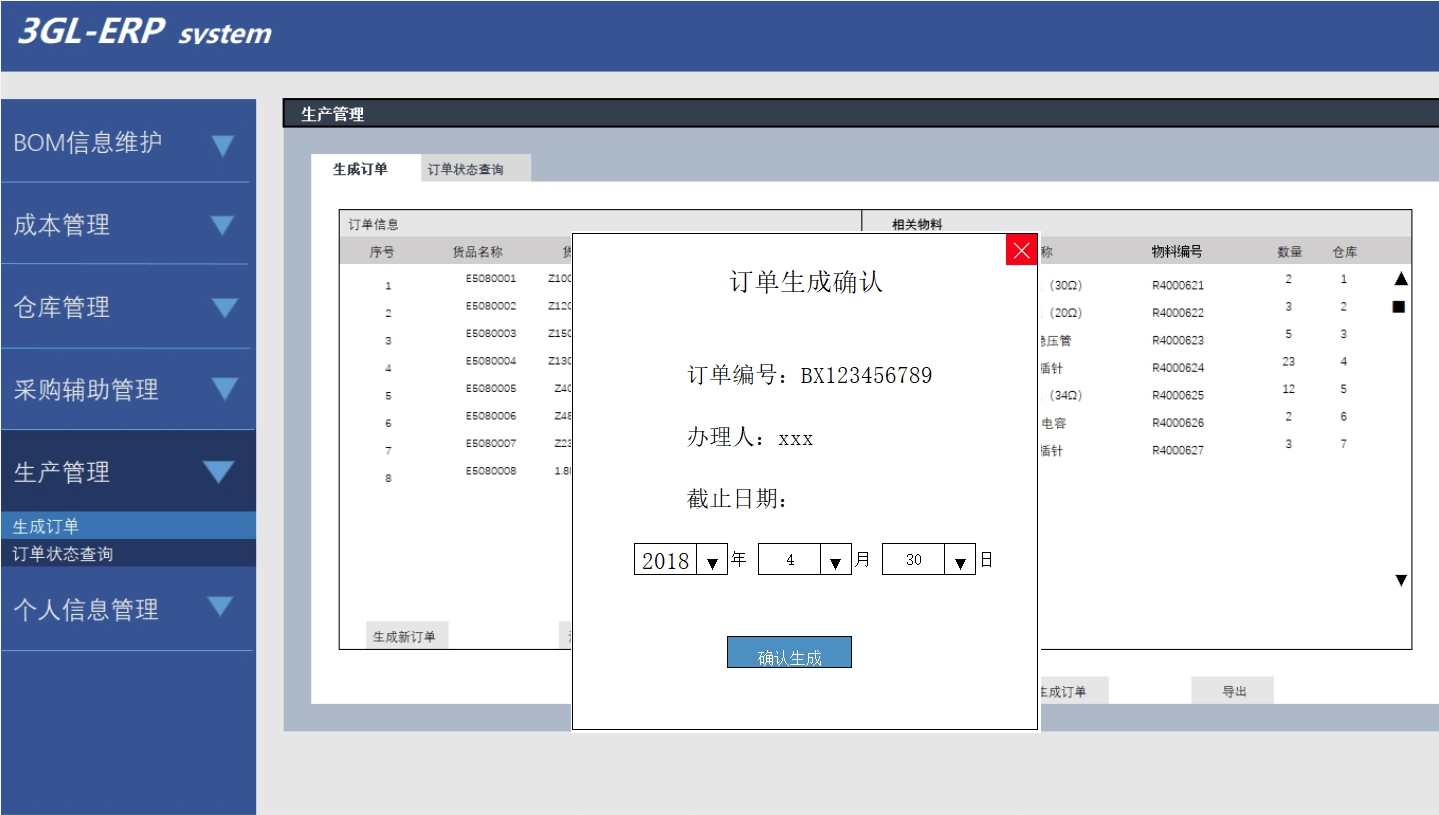 3GL-ERP system
BOM信息维护
成本管理
仓库管理
采购辅助管理
生产管理
生成订单
订单状态查询
个人信息管理
生产管理
生成订单 订单状态查询
订单信息 相关物料
序号 货品名称 称 物料编号 数量 仓库
1 E5080001 Z100 (30Ω) R4000621 2 1
2 E5080002 Z120 (20Ω) R4000622 3 2
3 E5080003 Z150 稳压管 R4000623 5 3
4 E5080004 Z130 插针 R4000624 23 4
5 E5080005 Z40 (34Ω) R4000625 12 5
6 E5080006 Z48 电容 R4000626 2 6
7 E5080007 Z23 插针 R4000627 3 7
8 E5080008 1.8
生成新订单
生成订单 导出
订单生成确认
订单编号：BX123456789
办理人：xxx
截止日期：
2018 年 4 月 30 日
确认生成